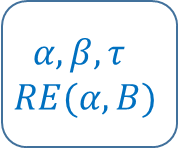 α, β, τ
RE(α, B)